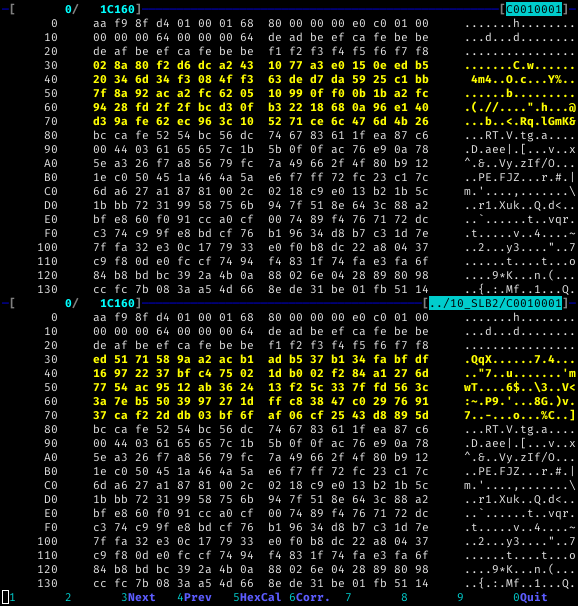 ─[ 0/ 1C160]─[C0010001]─
0 aa f9 8f d4 01 00 01 68 80 00 00 00 e0 c0 01 00 .......h........
10 00 00 00 00 64 00 00 00 64 de ad be ef ca fe be ....d...d.......
20 de af be ef ca fe be be f1 f2 f3 f4 f5 f6 f7 f8 ................
30 02 8a 80 f2 d6 dc a2 43 10 77 a3 e0 15 0e ed b5 .......C.w......
40 20 34 6d 34 f3 08 4f f3 63 de d7 da 59 25 c1 bb 4m4..O.c...Y%..
50 7f 8a 92 ac a2 fc 62 05 10 99 0f f0 0b 1b a2 fc ......b.........
60 94 28 fd 2f 2f bc d3 0f b3 22 18 68 0a 96 e1 40 .(.//....".h...@
70 d3 9a fe 62 ec 96 3c 10 52 71 ce 6c 47 6d 4b 26 ...b..<.Rq.lGmK&
80 bc ca fe 52 54 bc 56 dc 74 67 83 61 1f ea 87 c6 ...RT.V.tg.a....
90 00 44 03 61 65 65 7c 1b 5b 0f 0f ac 76 e9 0a 78 .D.aee|.[...v..x
A0 5e a3 26 f7 a8 56 79 fc 7a 49 66 2f 4f 80 b9 12 ^.&..Vy.zIf/O...
B0 1e c0 50 45 1a 46 4a 5a e6 f7 ff 72 fc 23 c1 7c ..PE.FJZ...r.#.|
C0 6d a6 27 a1 87 81 00 2c 02 18 c9 e0 13 b2 1b 5c m.'....,.......\
D0 1b bb 72 31 99 58 75 6b 94 7f 51 8e 64 3c 88 a2 ..r1.Xuk..Q.d<..
E0 bf e8 60 f0 91 cc a0 cf 00 74 89 f4 76 71 72 dc ..`......t..vqr.
F0 c3 74 c9 9f e8 bd cf 76 b1 96 34 d8 b7 c3 1d 7e .t.....v..4....~
100 7f fa 32 e3 0c 17 79 33 e0 f0 b8 dc 22 a8 04 37 ..2...y3...."..7
110 c9 f8 0d e0 fc cf 74 94 f4 83 1f 74 fa e3 fa 6f ......t....t...o
120 84 b8 bd bc 39 2a 4b 0a 88 02 6e 04 28 89 80 98 ....9*K...n.(...
130 cc fc 7b 08 3a a5 4d 66 8e de 31 be 01 fb 51 14 ..{.:.Mf..1...Q.
─[ 0/ 1C160]─[../10_SLB2/C0010001]─
0 aa f9 8f d4 01 00 01 68 80 00 00 00 e0 c0 01 00 .......h........
10 00 00 00 00 64 00 00 00 64 de ad be ef ca fe be ....d...d.......
20 de af be ef ca fe be be f1 f2 f3 f4 f5 f6 f7 f8 ................
30 ed 51 71 58 9a a2 ac b1 ad b5 37 b1 34 fa bf df .QqX......7.4...
40 16 97 22 37 bf c4 75 02 1d b0 02 f2 84 a1 27 6d .."7..u.......'m
50 77 54 ac 95 12 ab 36 24 13 f2 5c 33 7f fd 56 3c wT....6$..\3..V<
60 3a 7e b5 50 39 97 27 1d ff c8 38 47 c0 29 76 91 :~.P9.'...8G.)v.
70 37 ca f2 2d db 03 bf 6f af 06 cf 25 43 d8 89 5d 7..-...o...%C..]
80 bc ca fe 52 54 bc 56 dc 74 67 83 61 1f ea 87 c6 ...RT.V.tg.a....
90 00 44 03 61 65 65 7c 1b 5b 0f 0f ac 76 e9 0a 78 .D.aee|.[...v..x
A0 5e a3 26 f7 a8 56 79 fc 7a 49 66 2f 4f 80 b9 12 ^.&..Vy.zIf/O...
B0 1e c0 50 45 1a 46 4a 5a e6 f7 ff 72 fc 23 c1 7c ..PE.FJZ...r.#.|
C0 6d a6 27 a1 87 81 00 2c 02 18 c9 e0 13 b2 1b 5c m.'....,.......\
D0 1b bb 72 31 99 58 75 6b 94 7f 51 8e 64 3c 88 a2 ..r1.Xuk..Q.d<..
E0 bf e8 60 f0 91 cc a0 cf 00 74 89 f4 76 71 72 dc ..`......t..vqr.
F0 c3 74 c9 9f e8 bd cf 76 b1 96 34 d8 b7 c3 1d 7e .t.....v..4....~
100 7f fa 32 e3 0c 17 79 33 e0 f0 b8 dc 22 a8 04 37 ..2...y3...."..7
110 c9 f8 0d e0 fc cf 74 94 f4 83 1f 74 fa e3 fa 6f ......t....t...o
120 84 b8 bd bc 39 2a 4b 0a 88 02 6e 04 28 89 80 98 ....9*K...n.(...
130 cc fc 7b 08 3a a5 4d 66 8e de 31 be 01 fb 51 14 ..{.:.Mf..1...Q.
1 2 3Next 4Prev 5HexCal 6Corr. 7 8 9 0Quit